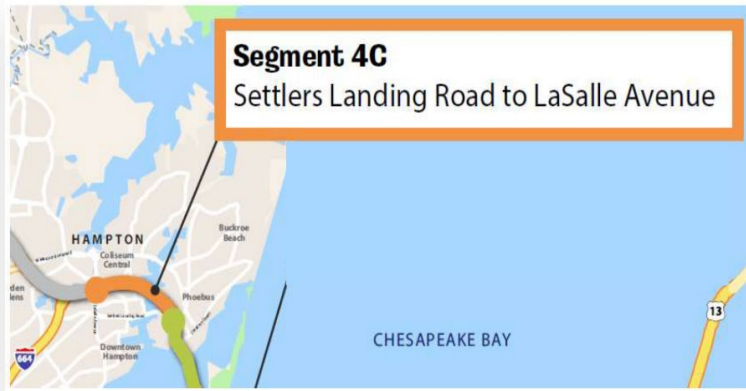 Segment 4C
Settlers Landing Road to LaSalle Avenue
HAMPTON
Buckroe
Beach
Coliseum
Central
Phoebus
13
CHESAPEAKE BAY
Downtown
Hampton
664